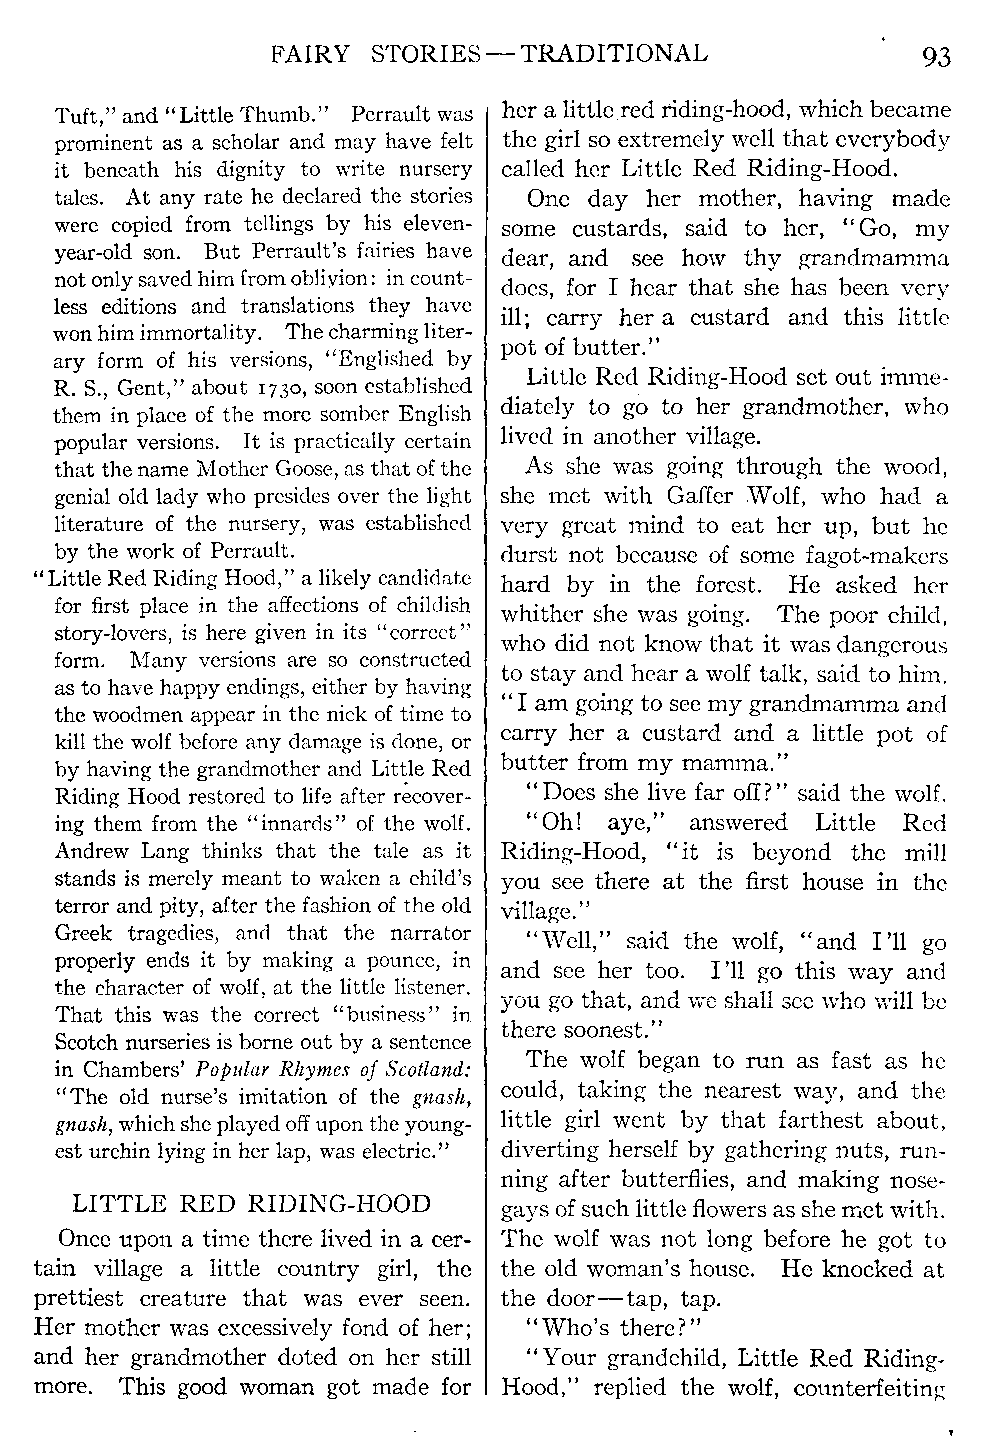 FAIRY STORIES—TRADITIONAL 93
Tuft,” and “Little Thumb.” Perrault was
prominent as a scholar and may have felt
it beneath his dignity to write nursery
tales. At any rate he declared the stories
were copied from tellings by his eleven-
year-old son. But Perrault’s fairies have
not only saved him from oblivion: in count-
less editions and translations they have
won him immortality. The charming liter-
ary form of his versions, “Englished by
R. S., Gent,” about 1730, soon established
them in place of the more somber English
popular versions. It is practically certain
that the name Mother Goose, as that of the
genial old lady who presides over the light
literature of the nursery, was established
by the work of Perrault.
“Little Red Riding Hood,” a likely candidate
for first place in the affections of childish
story-lovers, is here given in its “correct”
form. Many versions are so constructed
as to have happy endings, either by having
the woodmen appear in the nick of time to
kill the wolf before any damage is done, or
by having the grandmother and Little Red
Riding Hood restored to life after recover-
ing them from the “innards” of the wolf.
Andrew Lang thinks that the tale as it
stands is merely meant to waken a child’s
terror and pity, after the fashion of the old
Greek tragedies, and that the narrator
properly ends it by making a pounce, in
the character of wolf, at the little listener.
That this was the correct “business” in
Scotch nurseries is borne out by a sentence
in Chambers’ Popular Rhymes of Scotland:
“The old nurse’s imitation of the gnash,
gnash, which she played off upon the young-
est urchin lying in her lap, was electric.”
LITTLE RED RIDING-HOOD
Once upon a time there lived in a cer-
tain village a little country girl, the
prettiest creature that was ever seen.
Her mother was excessively fond of her;
and her grandmother doted on her still
more. This good woman got made for
her a little red riding-hood, which became
the girl so extremely well that everybody
called her Little Red Riding-Hood.
One day her mother, having made
some custards, said to her, “Go, my
dear, and see how thy grandmamma
does, for I hear that she has been very
ill; carry her a custard and this little
pot of butter.”
Little Red Riding-Hood set out imme-
diately to go to her grandmother, who
lived in another village.
As she was going through the wood,
she met with Gaffer Wolf, who had a
very great mind to eat her up, but he
durst not because of some fagot-makers
hard by in the forest. He asked her
whither she was going. The poor child,
who did not know that it was dangerous
to stay and hear a wolf talk, said to him,
“I am going to see my grandmamma and
carry her a custard and a little pot of
butter from my mamma.”
“Does she live far off?” said the wolf.
“Oh! aye,” answered Little Red
Riding-Hood, “it is beyond the mill
you see there at the first house in the
village.”
“Well,” said the wolf, “and I’ll go
and see her too. I’ll go this way and
you go that, and we shall see who will be
there soonest.”
The wolf began to run as fast as he
could, taking the nearest way, and the
little girl went by that farthest about,
diverting herself by gathering nuts, run-
ning after butterflies, and making nose-
gays of such little flowers as she met with.
The wolf was not long before he got to
the old woman’s house. He knocked at
the door—tap, tap.
“Who’s there?”
“Your grandchild, Little Red Riding-
Hood,” replied the wolf, counterfeiting